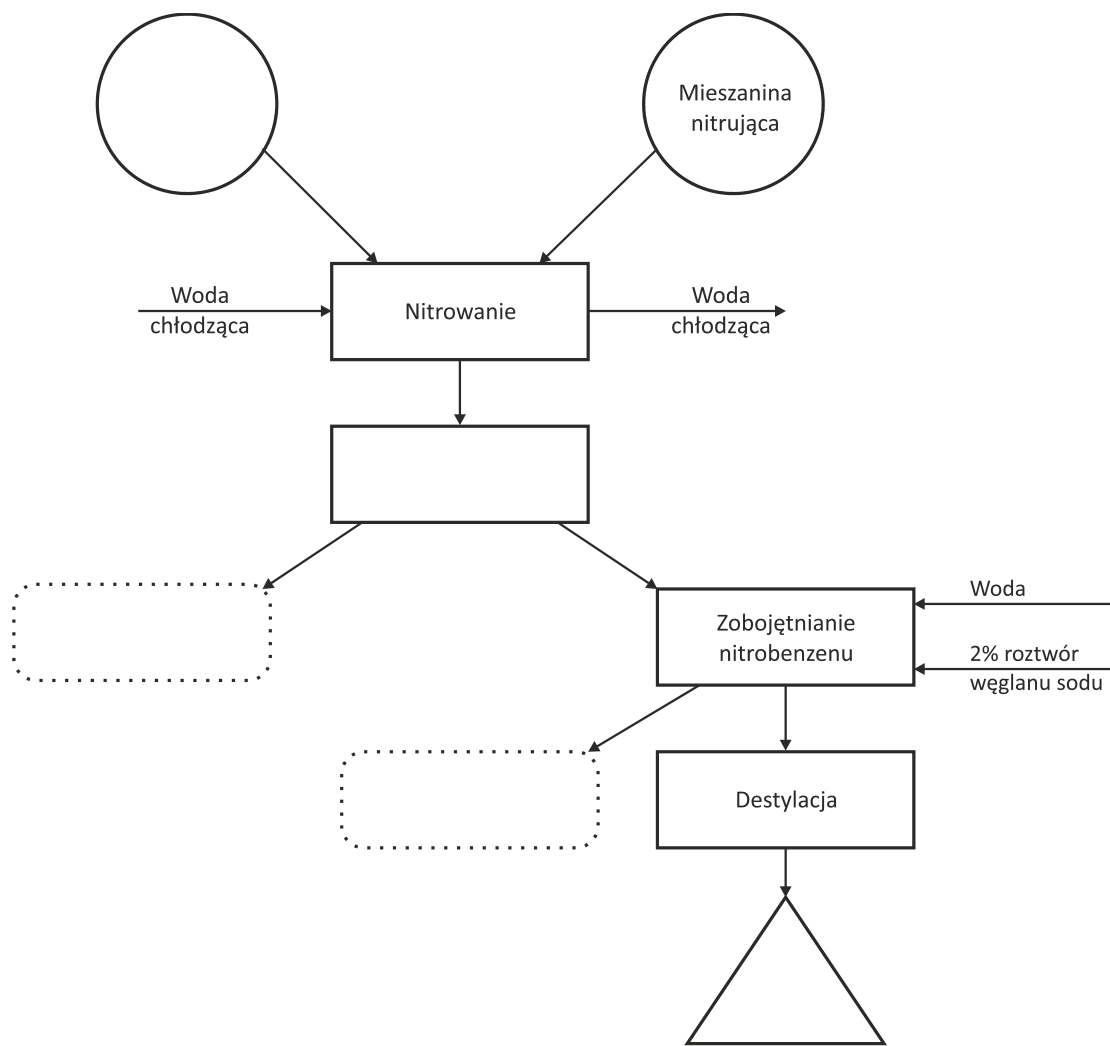 Mieszanina
nitrująca
Woda
chłodząca
Nitrowanie
Woda
chłodząca
Zobojętnianie
nitrobenzenu
Woda
2% roztwór
węglanu sodu
Destylacja